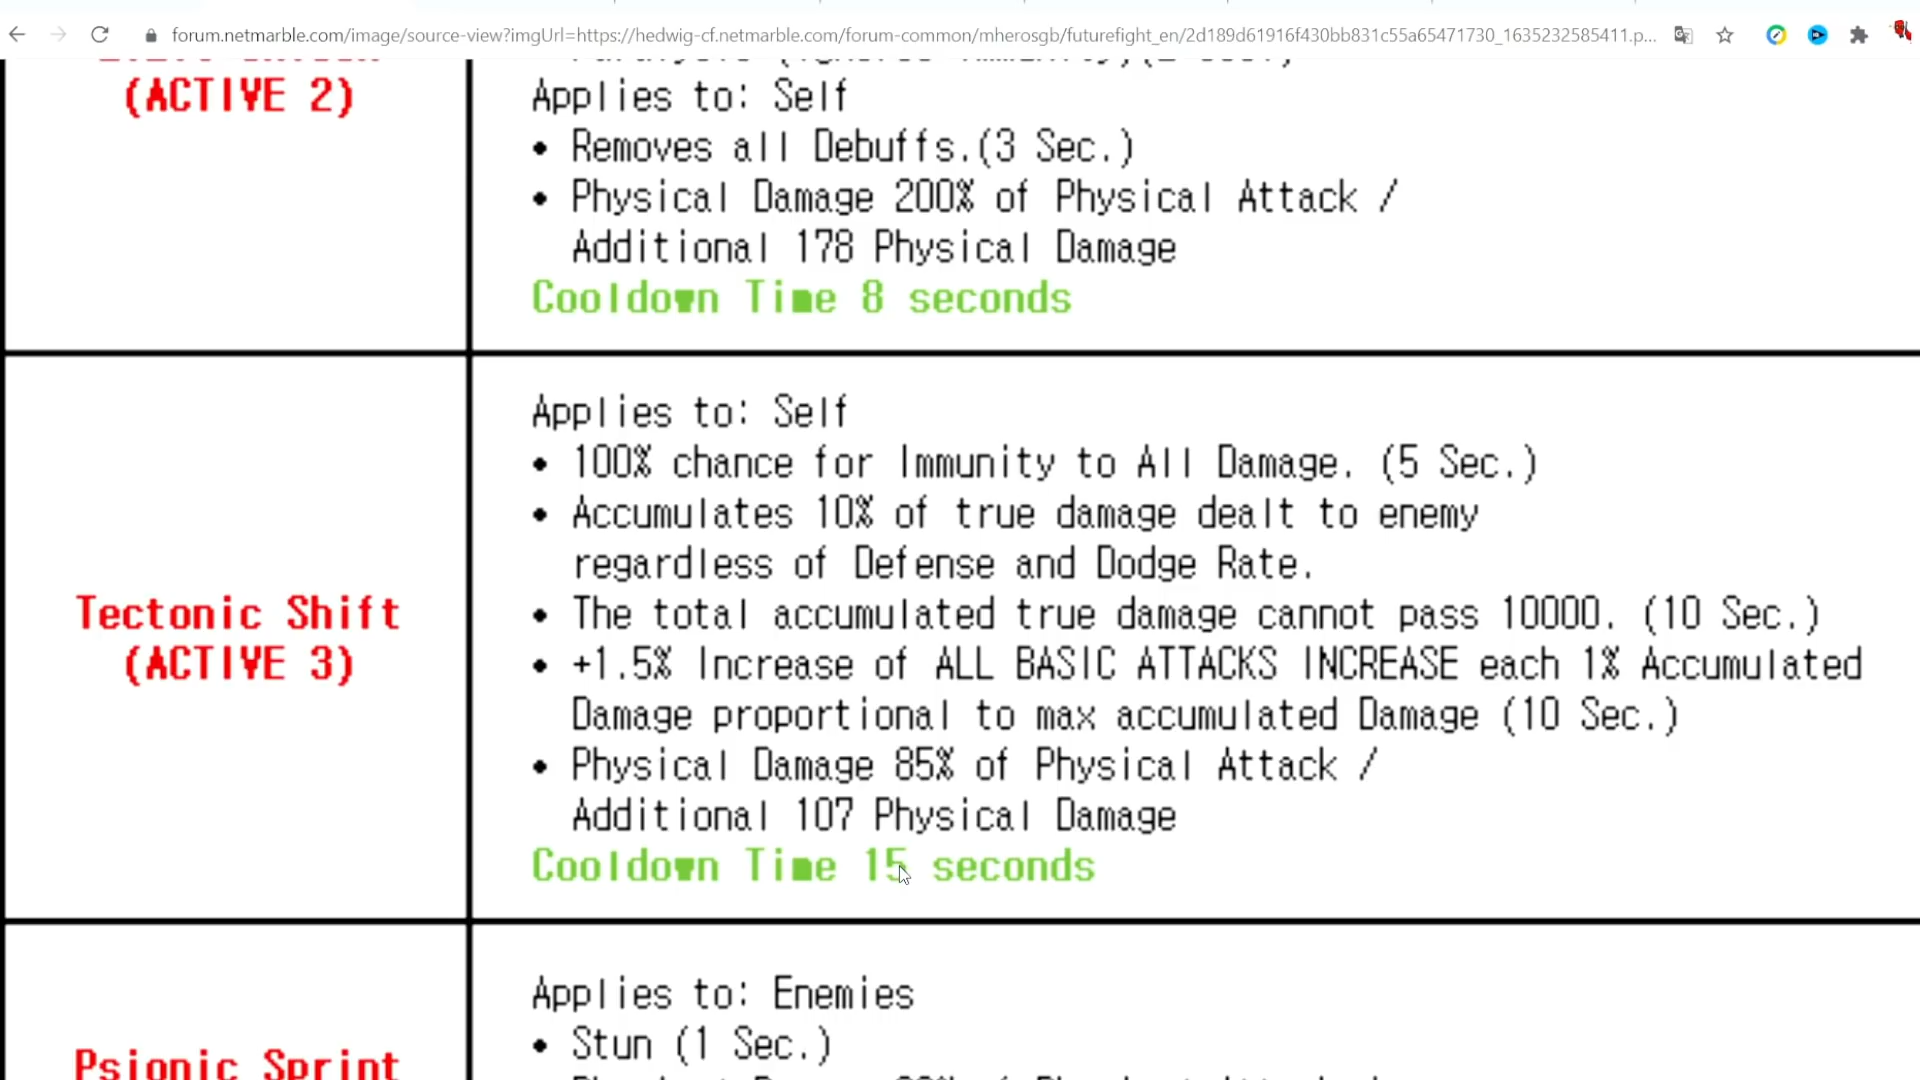 forum.netmarble.com/image/source-view?imgUrl=https://hedwig-cf.netmarble.com/forum-common/mherosgb/futurefight_en/2d189d61916f430bb831c55a65471730_1635232585411.p...
(ACTIVE 2)
Applies to: Self
• Removes all Debuffs.(3 Sec.)
• Physical Damage 200% of Physical Attack /
Additional 178 Physical Damage
Cooldown Time 8 seconds
Tectonic Shift
(ACTIVE 3)
Applies to: Self
• 100% chance for Immunity to All Damage. (5 Sec.)
• Accumulates 10% of true damage dealt to enemy
regardless of Defense and Dodge Rate.
• The total accumulated true damage cannot pass 10000. (10 Sec.)
• +1.5% Increase of ALL BASIC ATTACKS INCREASE each 1% Accumulated
Damage proportional to max accumulated Damage (10 Sec.)
• Physical Damage 85% of Physical Attack /
Additional 107 Physical Damage
Cooldown Time 15 seconds
Psionic Sprint
Applies to: Enemies
• Stun (1 Sec.)